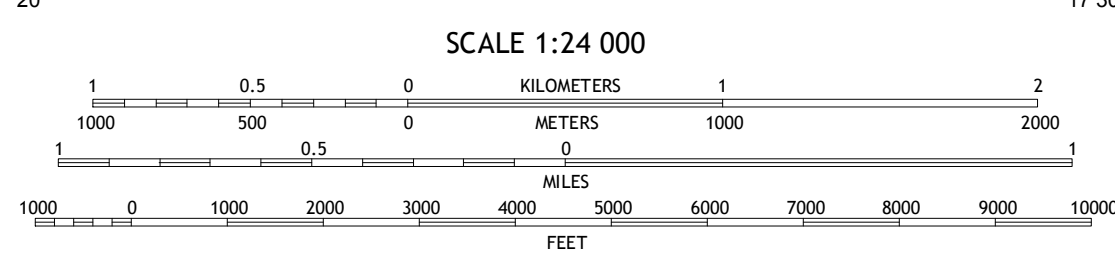 20 17 30
SCALE 1:24 000
1 0.5 0 KILOMETERS 1 2
1000 500 0 METERS 1000 2000
1 0.5 0 1
MILES
1000 0 1000 2000 3000 4000 5000 6000 7000 8000 9000 10000
FEET